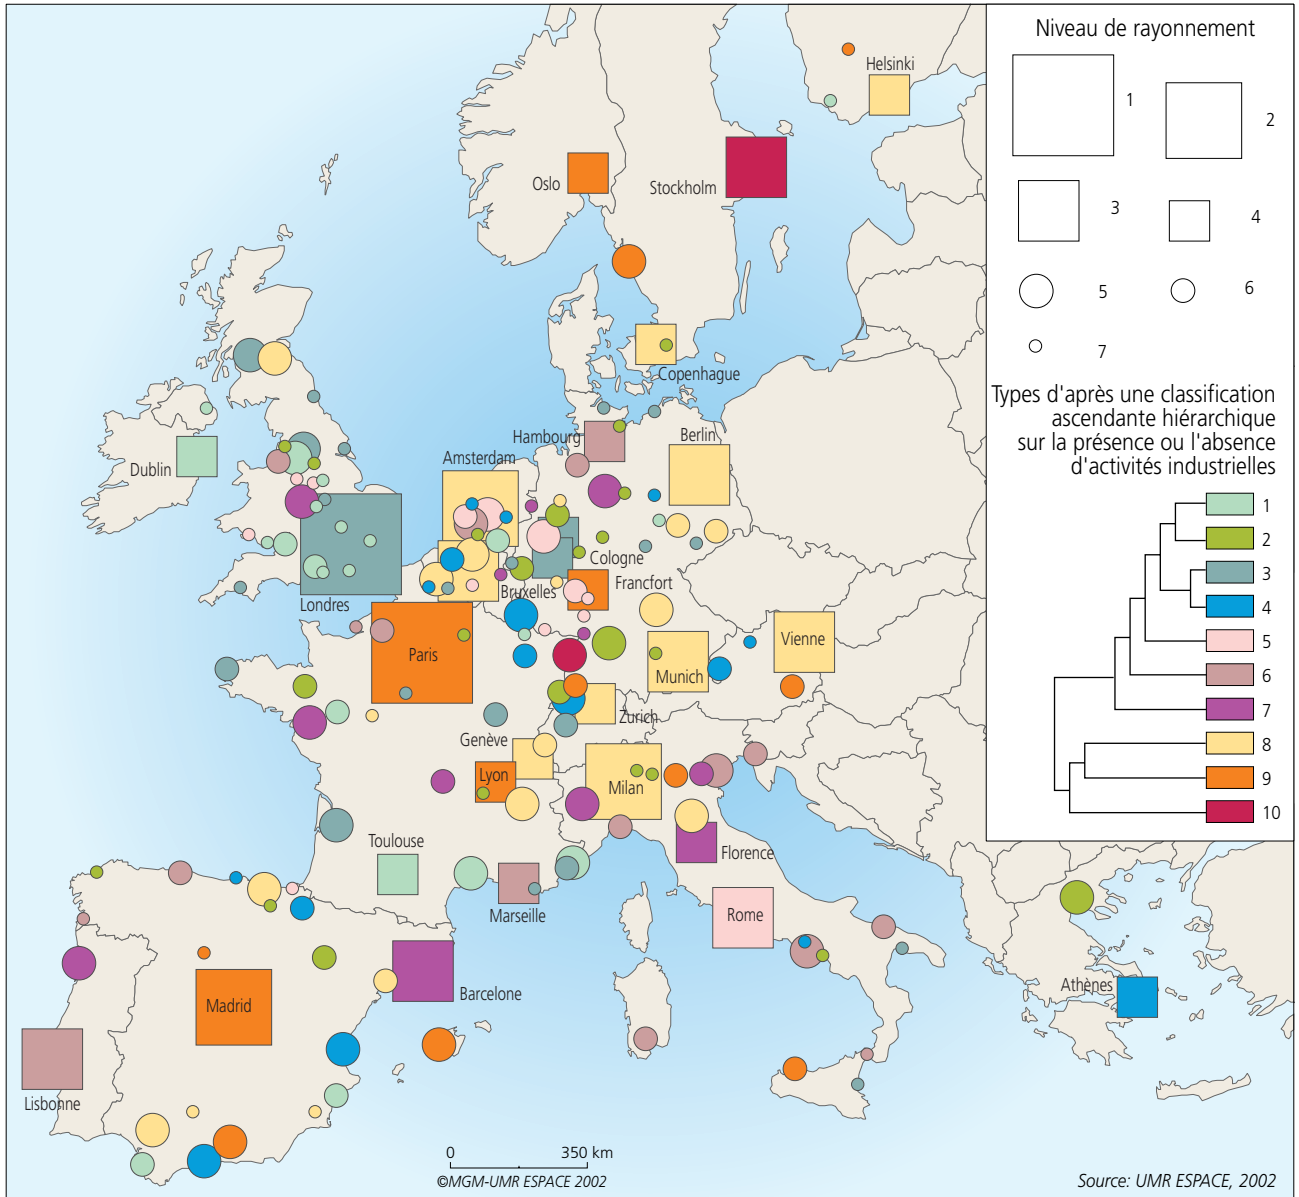 Niveau de rayonnement
1
2
3
4
5
6
7
Types d'après une classification
ascendante hiérarchique
sur la présence ou l'absence
d'activités industrielles
1
2
3
4
5
6
7
8
9
10
Helsinki
Oslo
Stockholm
Copenhague
Hambourg
Berlin
Dublin
Amsterdam
Cologne
Francfort
Bruxelles
Londres
Paris
Vienne
Munich
Zurich
Genève
Lyon
Milan
Toulouse
Florence
Marseille
Rome
Barcelone
Madrid
Athènes
Lisbonne
0 350 km
©MGM-UMR ESPACE 2002
Source: UMR ESPACE, 2002